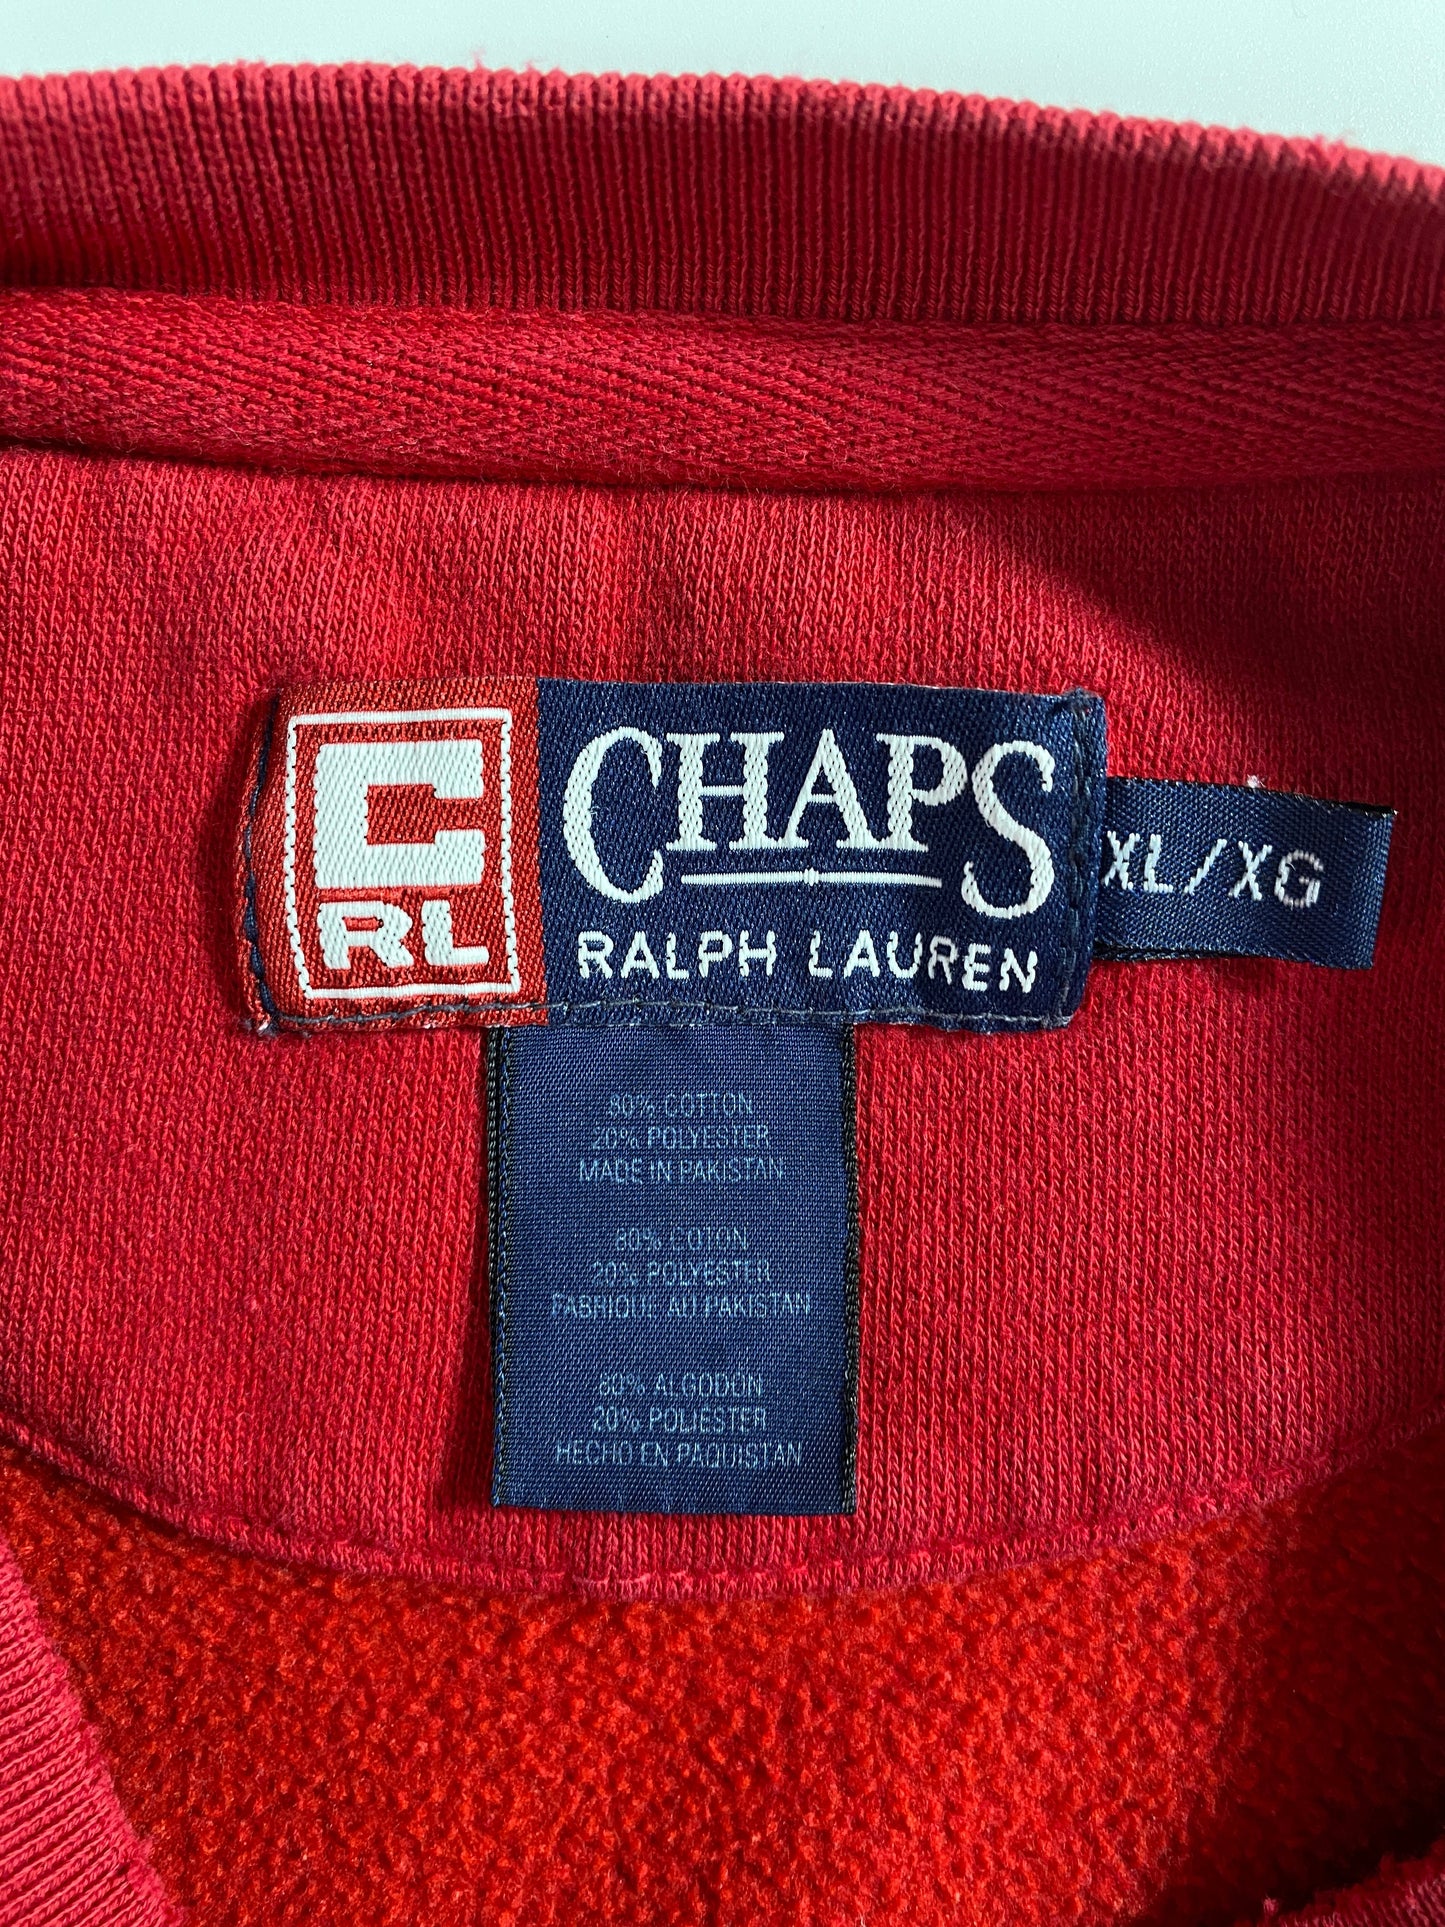 C
RL
CHAPS
RALPH LAUREN
XL/XG
80% COTTON
20% POLYESTER
MADE IN PAKISTAN
80% COTON
20% POLYESTER
FABRIQUE AU PAKISTAN
80% ALGODÓN
20% POLIESTER
HECHO EN PAQUISTAN